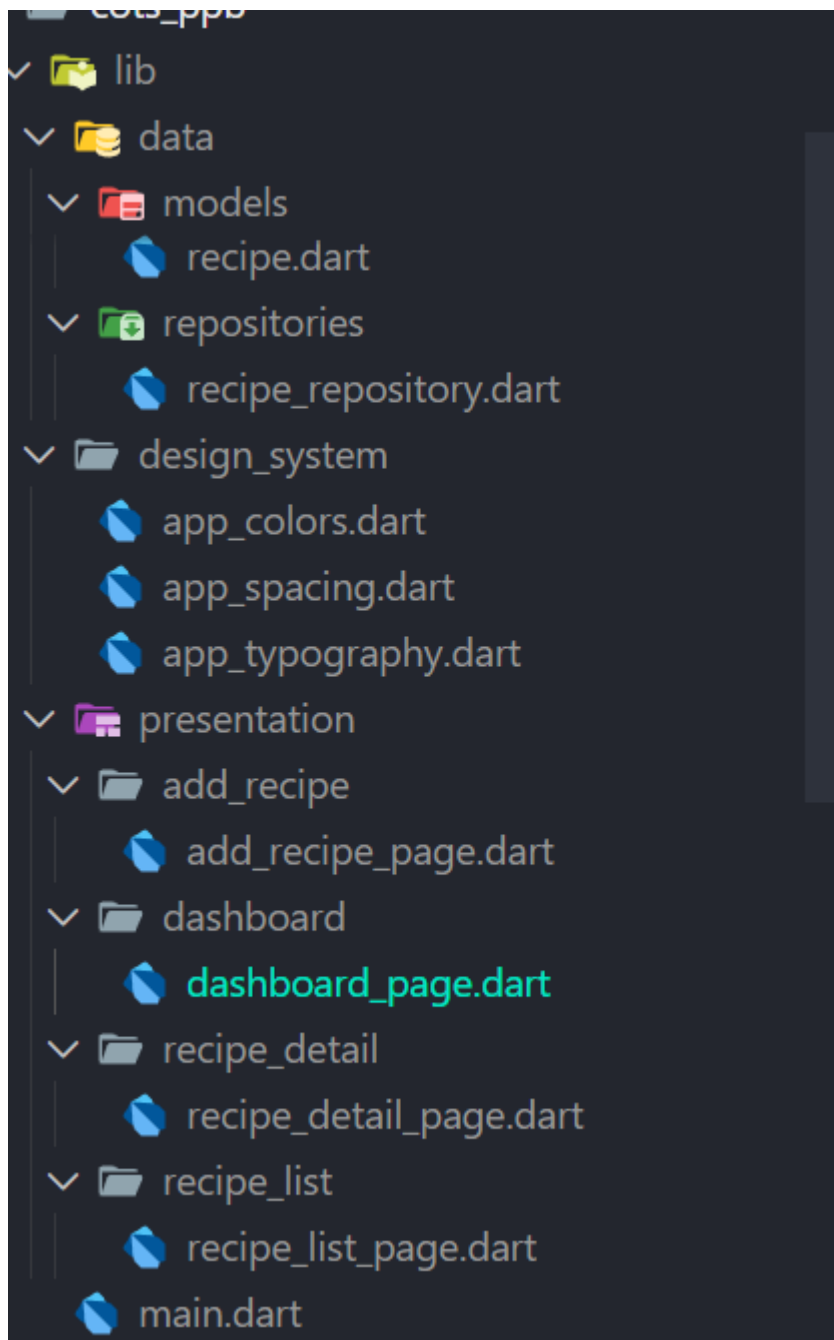 cots_ppb
lib
data
models
recipe.dart
repositories
recipe_repository.dart
design_system
app_colors.dart
app_spacing.dart
app_typography.dart
presentation
add_recipe
add_recipe_page.dart
dashboard
dashboard_page.dart
recipe_detail
recipe_detail_page.dart
recipe_list
recipe_list_page.dart
main.dart